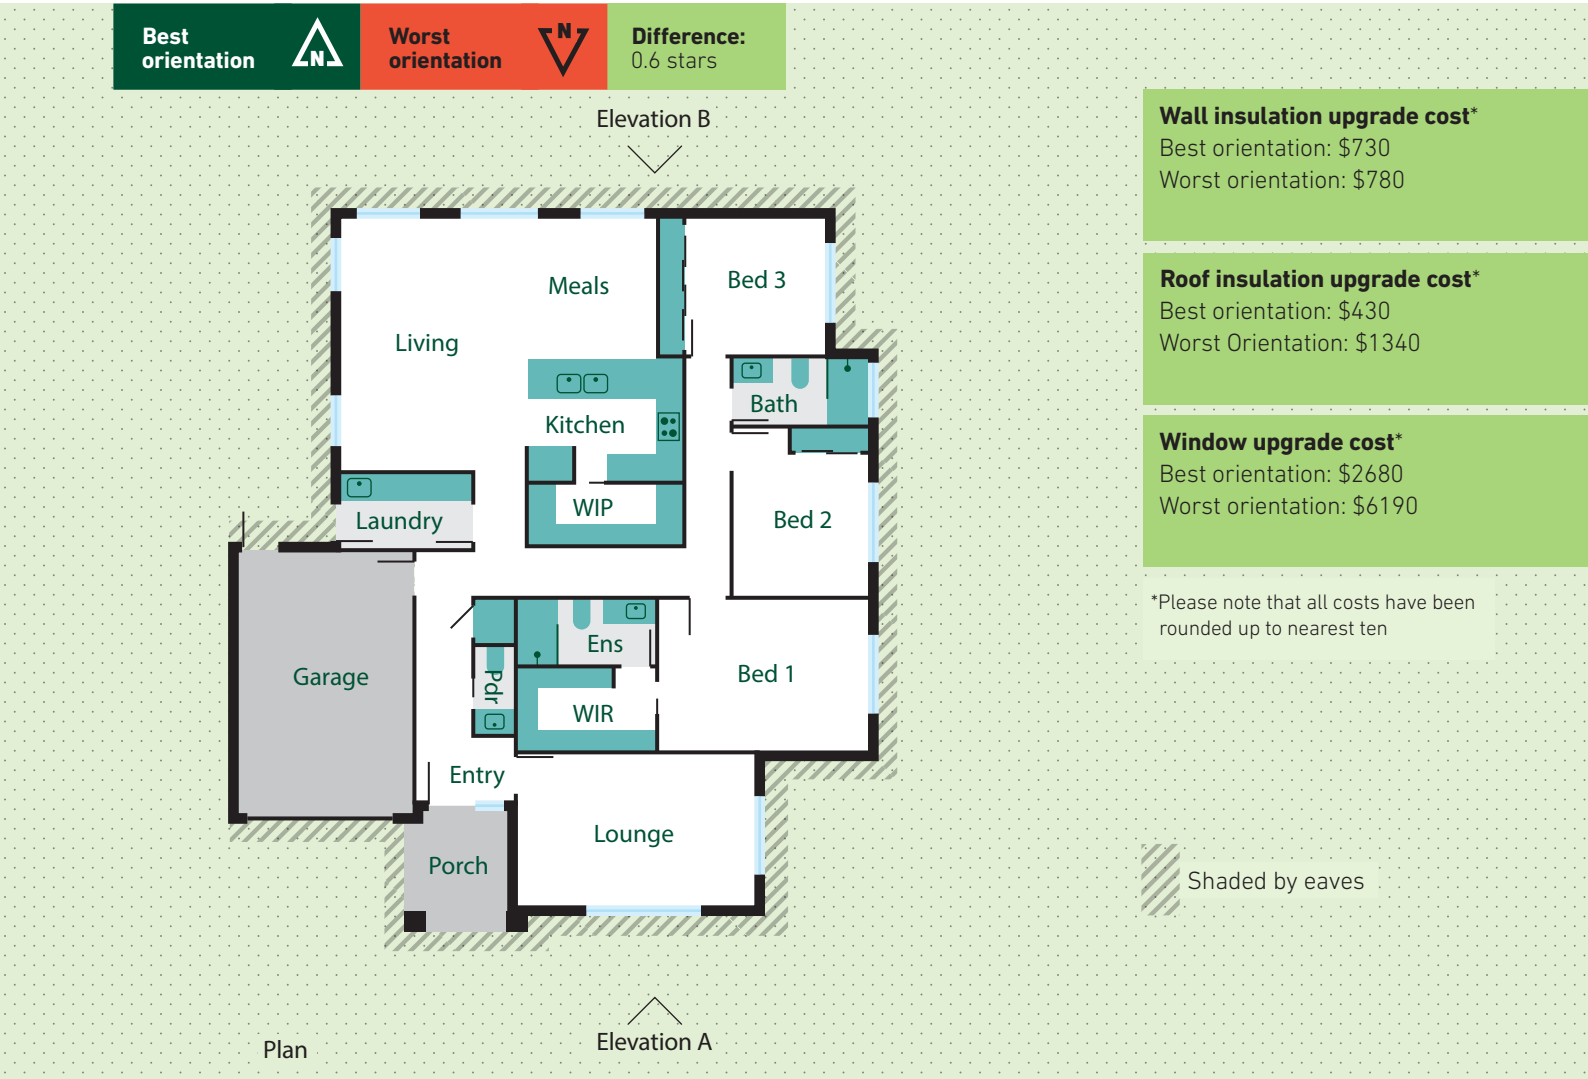 Best
orientation
N
Worst
orientation
N
Difference:
0.6 stars
Elevation B
Wall insulation upgrade cost*
Best orientation: $730
Worst orientation: $780
Roof insulation upgrade cost*
Best orientation: $430
Worst Orientation: $1340
Window upgrade cost*
Best orientation: $2680
Worst orientation: $6190
*Please note that all costs have been
rounded up to nearest ten
Meals
Bed 3
Living
Bath
Kitchen
WIP
Laundry
Bed 2
Ens
Garage
Pdr
Bed 1
WIR
Entry
Lounge
Porch
Shaded by eaves
Elevation A
Plan